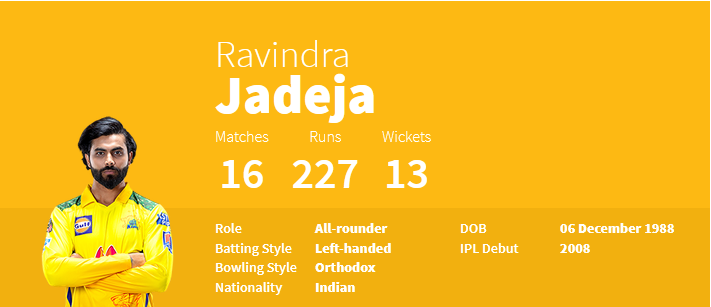 Ravindra
Jadeja
Matches Runs Wickets
16 227 13
Role All-rounder DOB 06 December 1988
Batting Style Left-handed IPL Debut 2008
Bowling Style Orthodox
Nationality Indian
Gulf